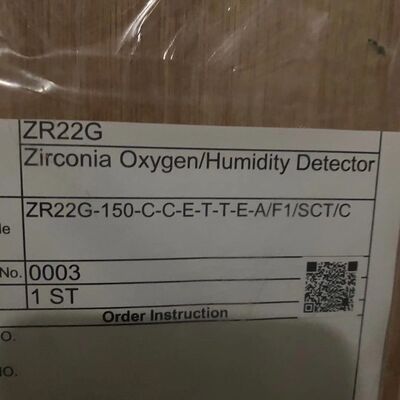 ZR22G
Zirconia Oxygen/Humidity Detector
ZR22G-150-C-C-E-T-T-E-A/F1/SCT/C
No. 0003
1 ST
Order Instruction